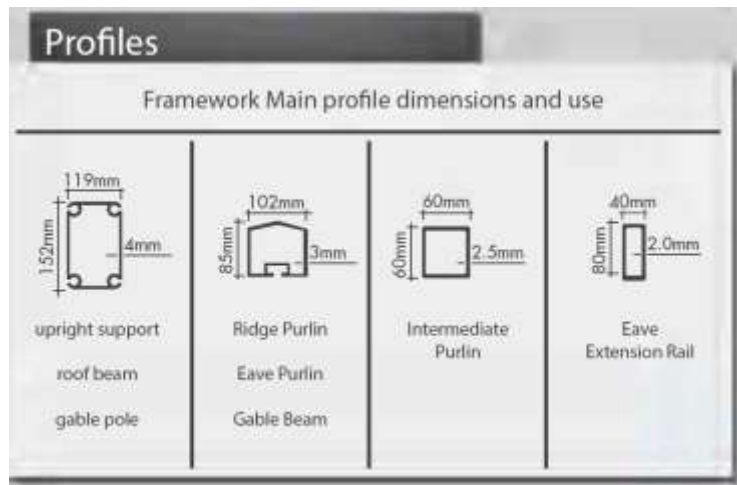 Profiles
Framework Main profile dimensions and use
119mm
152mm
4mm
upright support
roof beam
gable pole
102mm
85mm
3mm
Ridge Purlin
Eave Purlin
Gable Beam
60mm
60mm
2.5mm
Intermediate
Purlin
40mm
80mm
2.0mm
Eave
Extension Rail